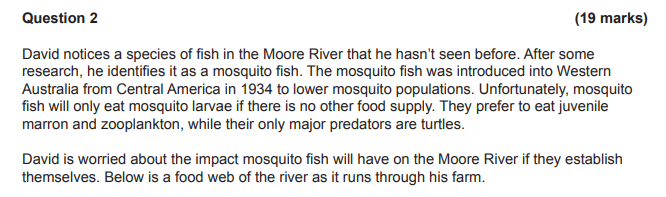 Question 2 (19 marks)
David notices a species of fish in the Moore River that he hasn’t seen before. After some
research, he identifies it as a mosquito fish. The mosquito fish was introduced into Western
Australia from Central America in 1934 to lower mosquito populations. Unfortunately, mosquito
fish will only eat mosquito larvae if there is no other food supply. They prefer to eat juvenile
marron and zooplankton, while their only major predators are turtles.
David is worried about the impact mosquito fish will have on the Moore River if they establish
themselves. Below is a food web of the river as it runs through his farm.